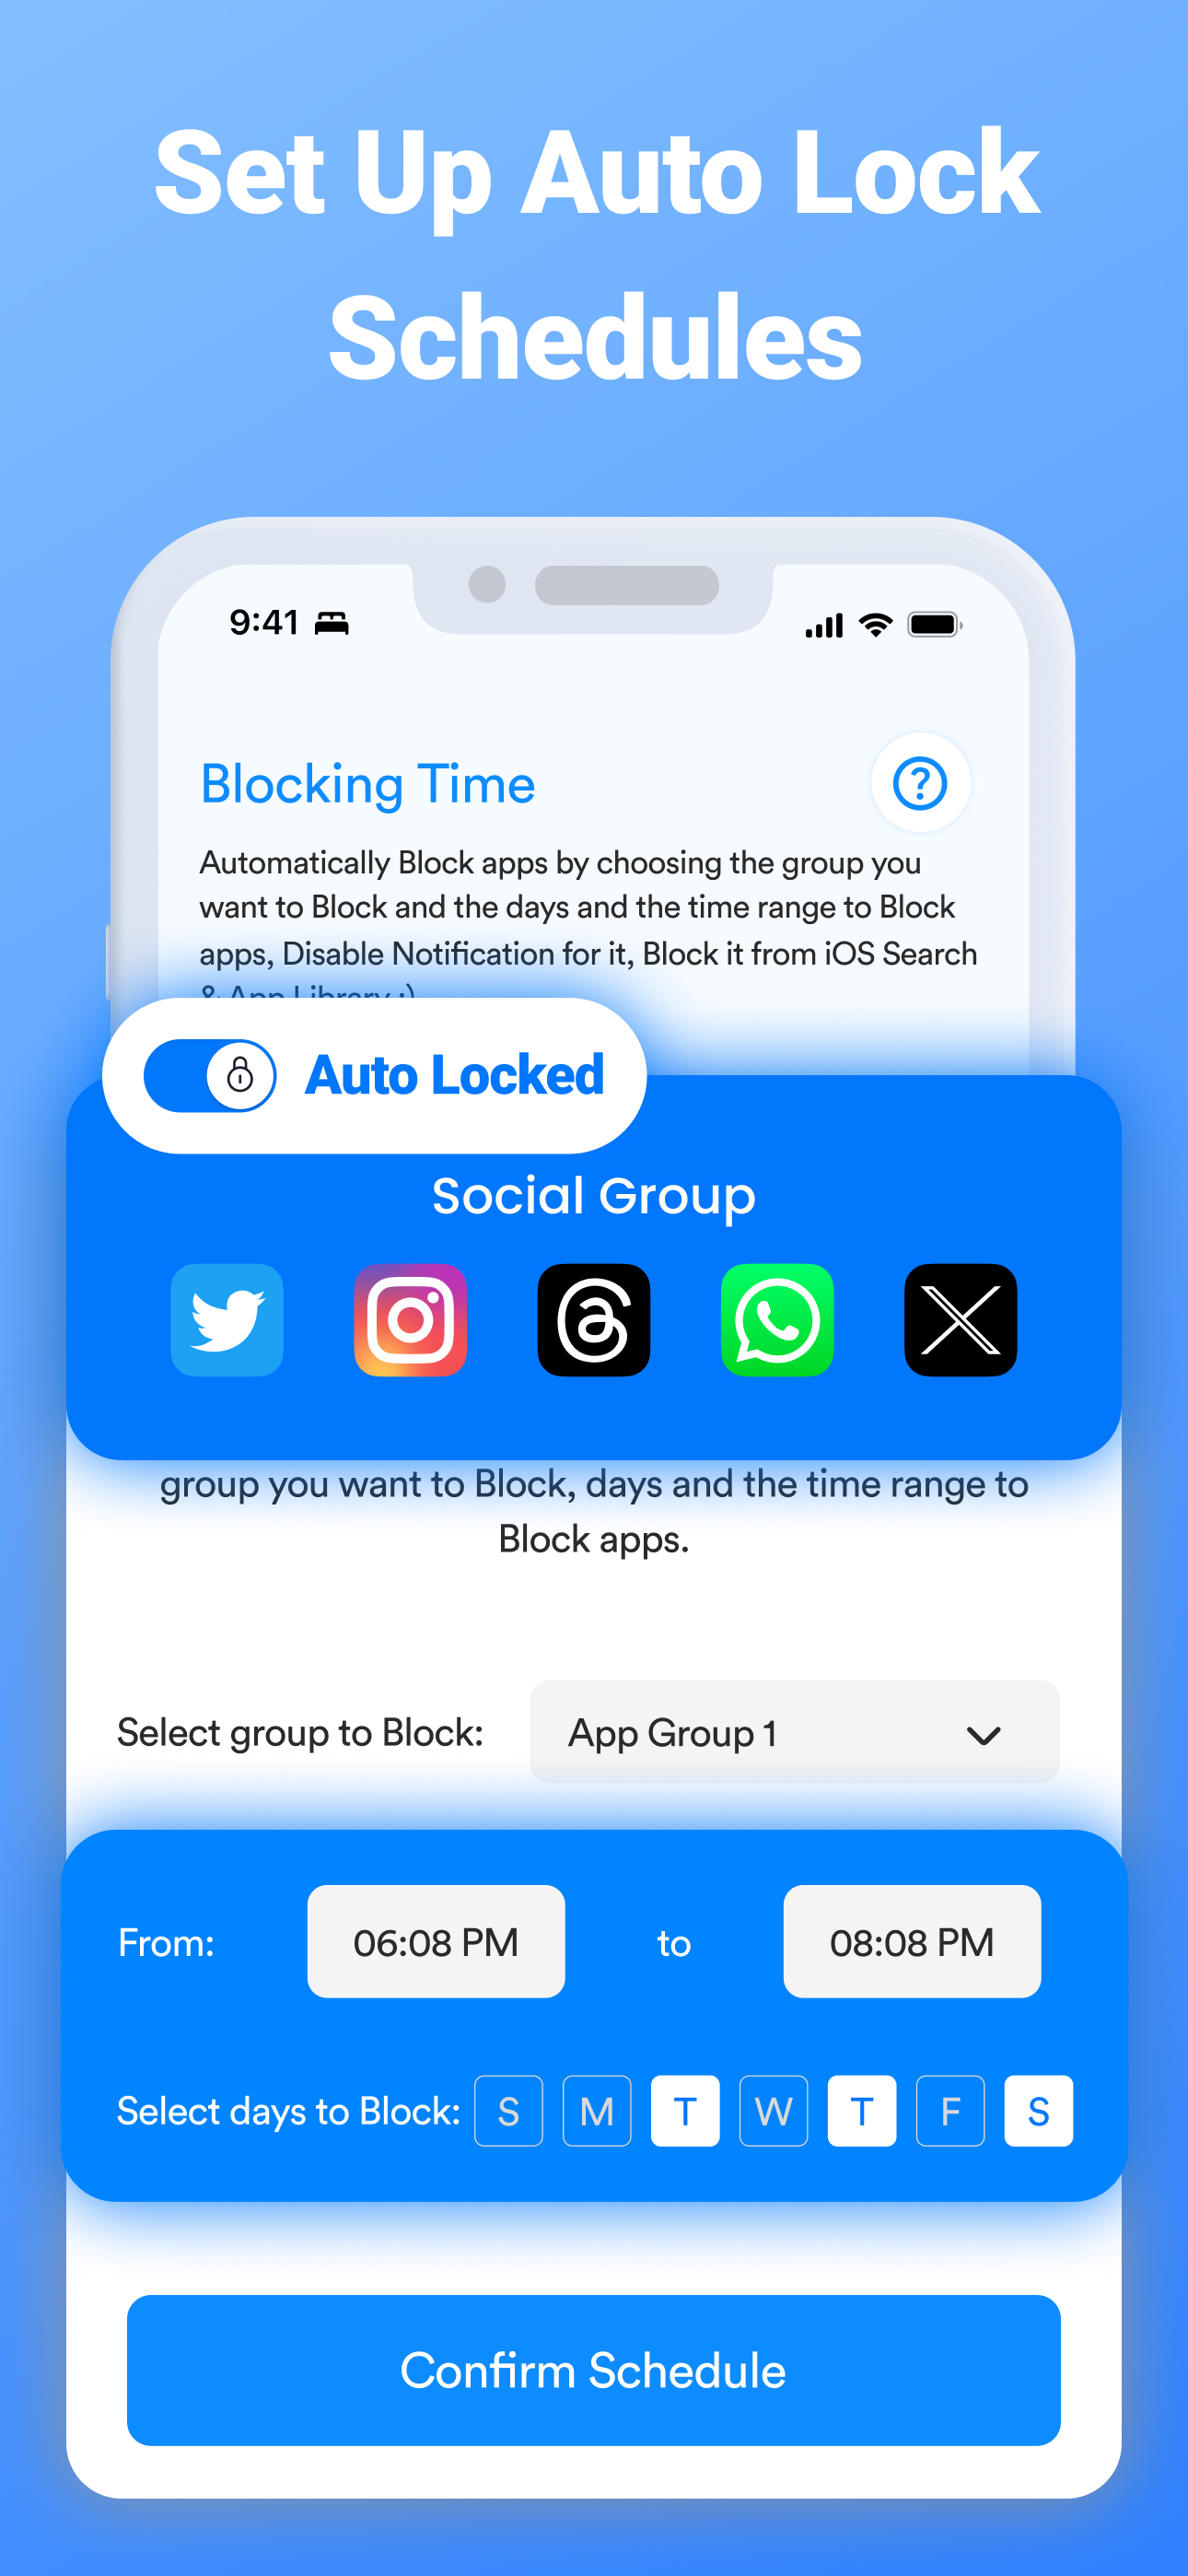 Set Up Auto Lock
Schedules
9:41
Blocking Time
Automatically Block apps by choosing the group you
want to Block and the days and the time range to Block
apps, Disable Notification for it, Block it from iOS Search
& App Library :)
Auto Locked
Social Group
group you want to Block, days and the time range to
Block apps.
Select group to Block: App Group 1
From: 06:08 PM to 08:08 PM
Select days to Block: S M T W T F S
Confirm Schedule